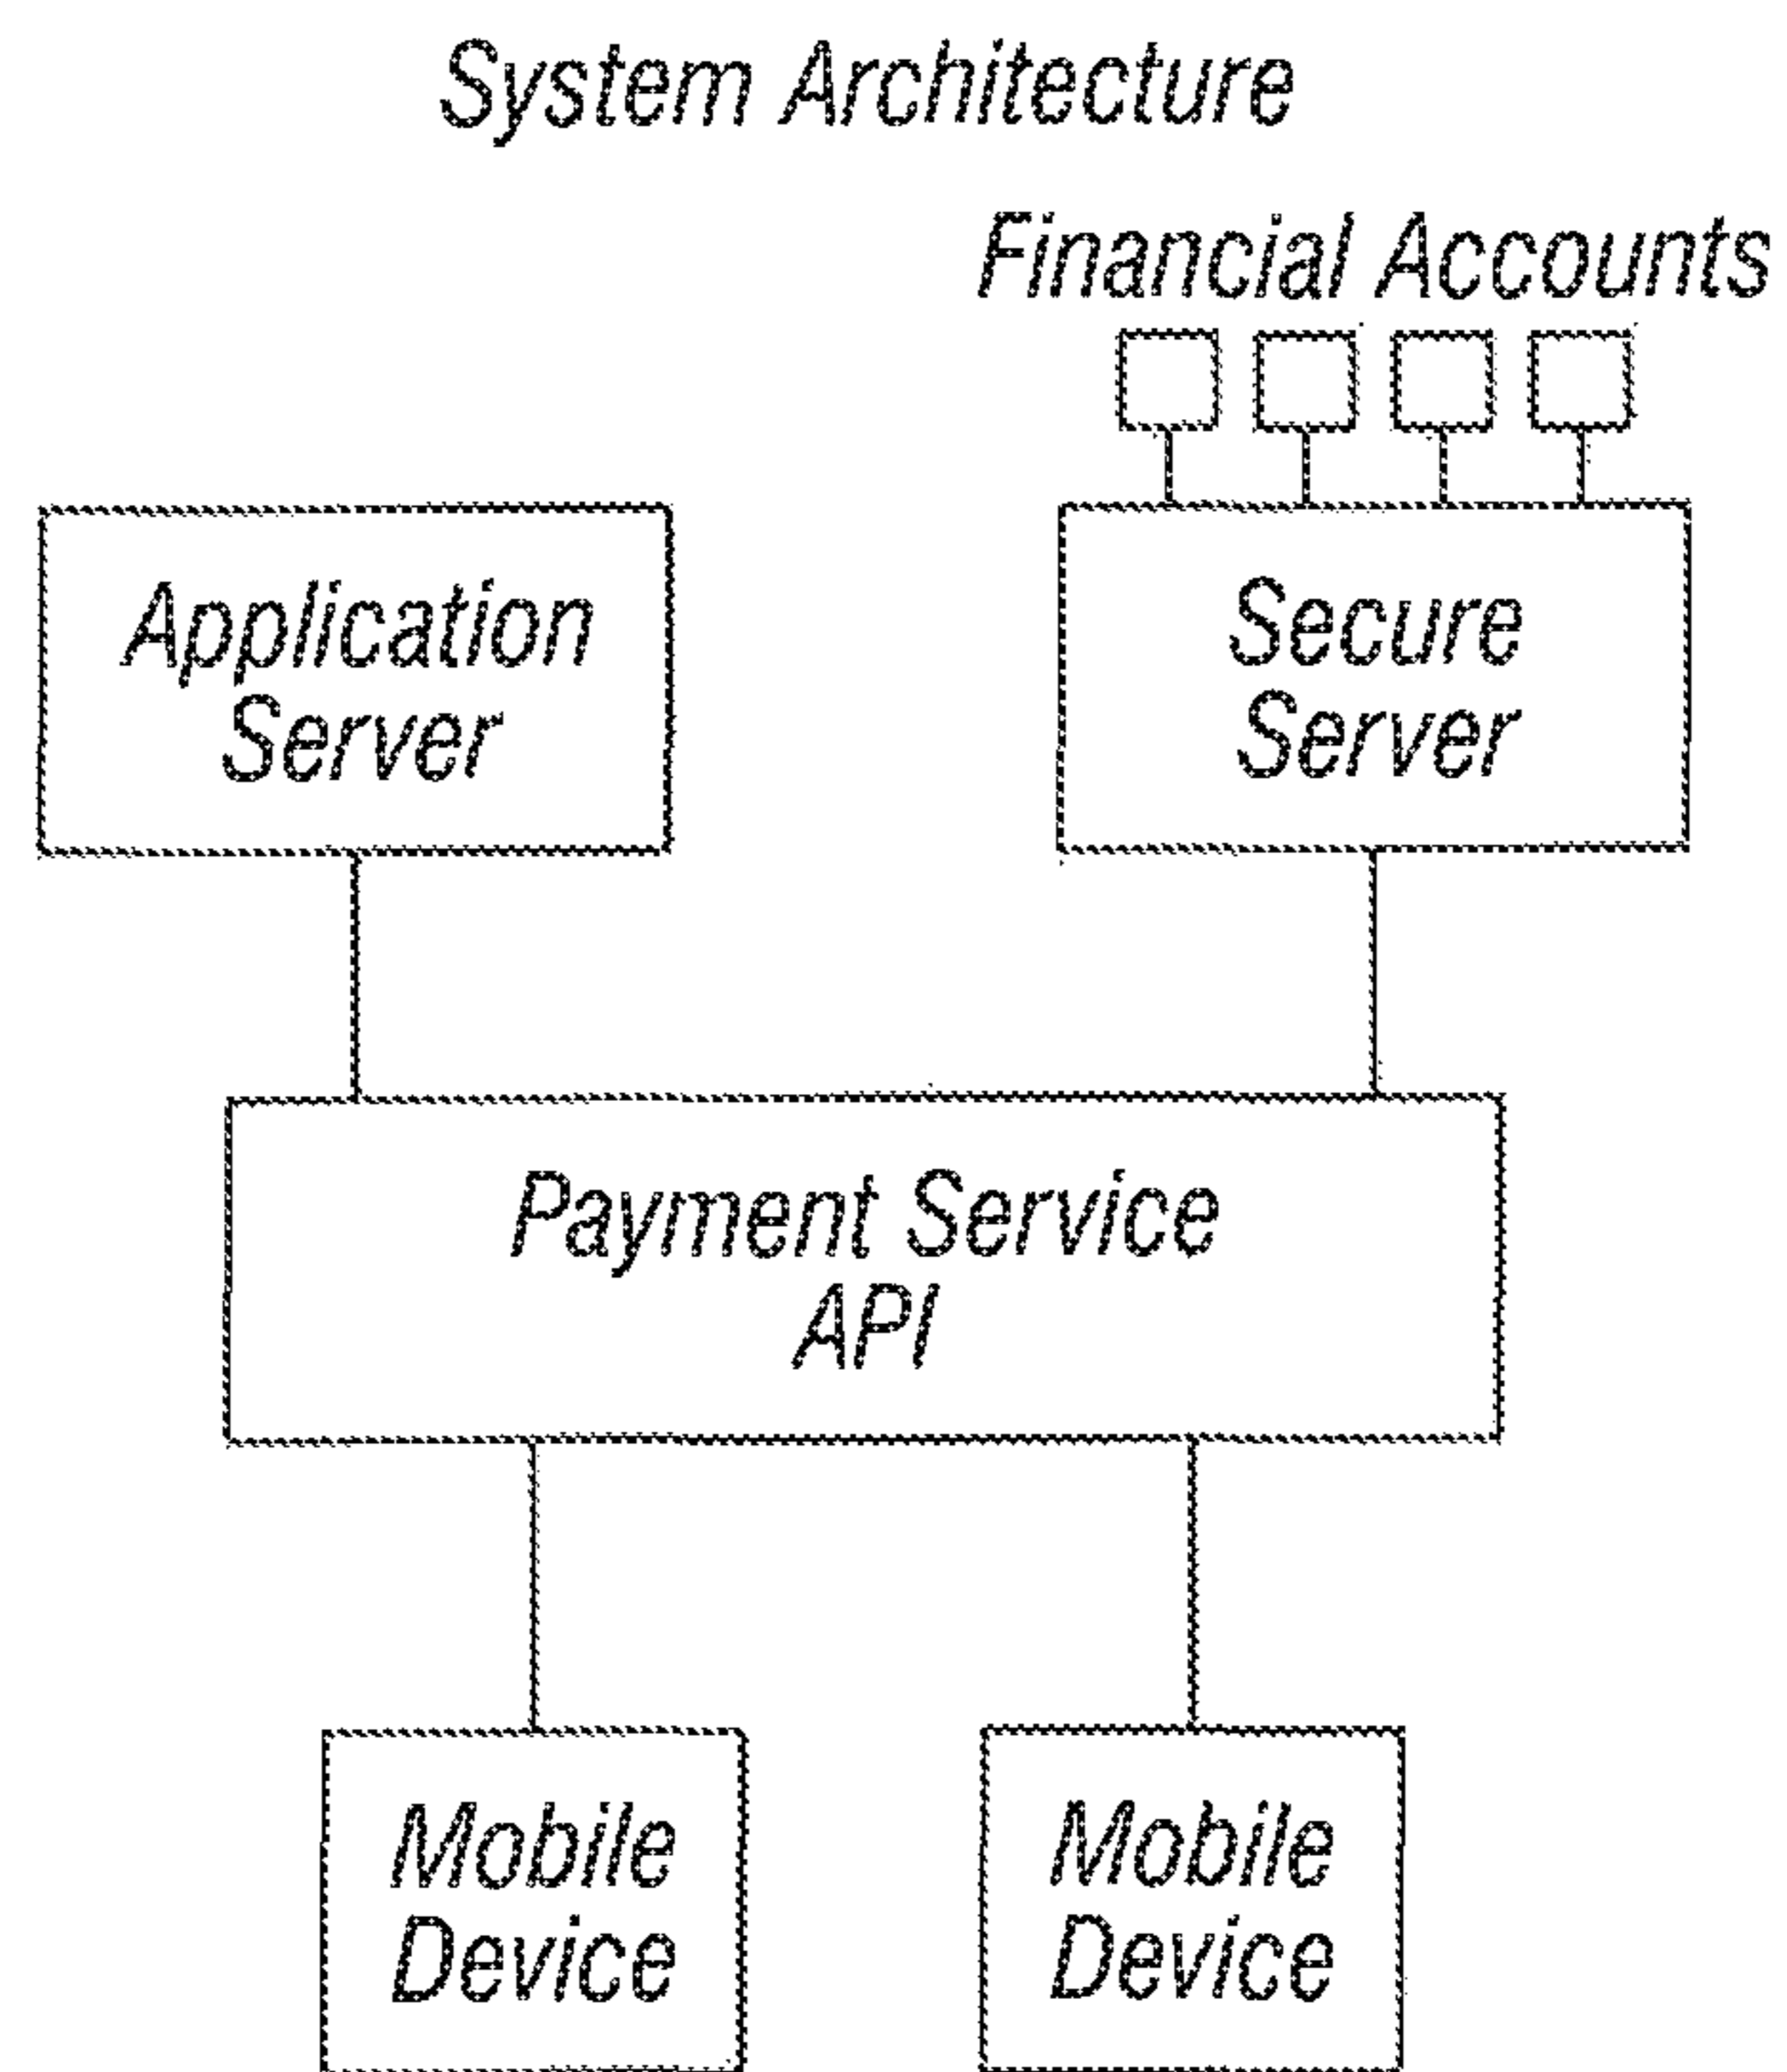 System Architecture
Financial Accounts
Application
Server
Secure
Server
Payment Service
API
Mobile
Device
Mobile
Device